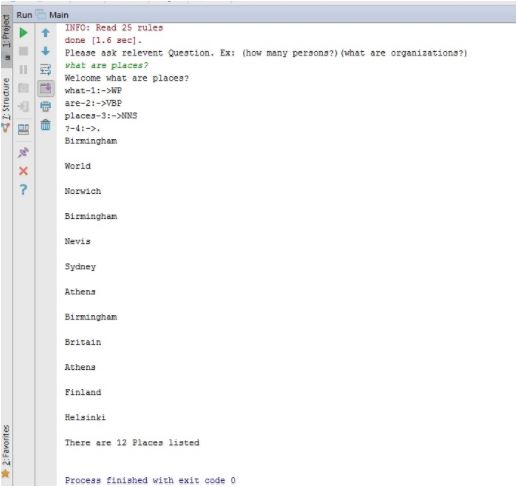 Run Main
1: Project
INFO: Read 25 rules
done [1.6 sec].
Please ask relevent Question. Ex: (how many persons?)(what are organizations?)
what are places?
Welcome what are places?
what-1:->WP
are-2:->VBP
places-3:->NNS
?-4:->.
Birmingham
World
Norwich
Birmingham
Nevis
Sydney
Athens
Birmingham
Britain
Athens
Finland
Helsinki
There are 12 Places listed
Process finished with exit code 0
Z: Structure
2: Favorites